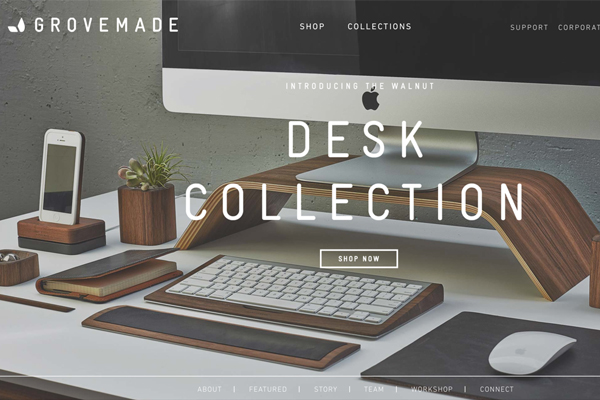 GROVEMADE
SHOP COLLECTIONS
SUPPORT CORPORAT
INTRODUCING THE WALNUT
DESK
COLLECTION
SHOP NOW
ABOUT | FEATURED | STORY | TEAM | WORKSHOP | CONNECT